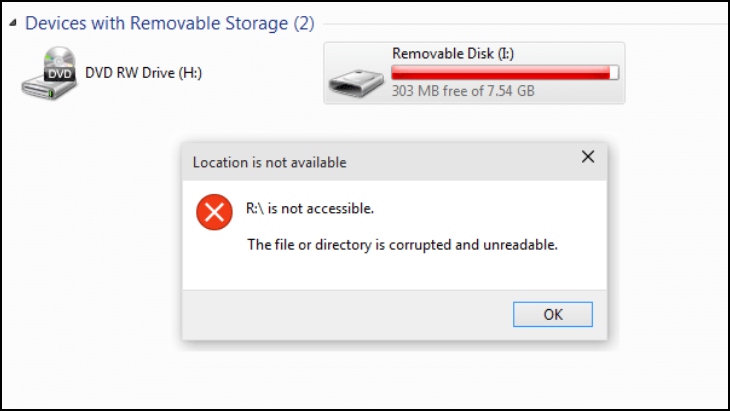 Devices with Removable Storage (2)
DVD
DVD RW Drive (H:)
Removable Disk (I:)
303 MB free of 7.54 GB
Location is not available
R:\ is not accessible.
The file or directory is corrupted and unreadable.
OK